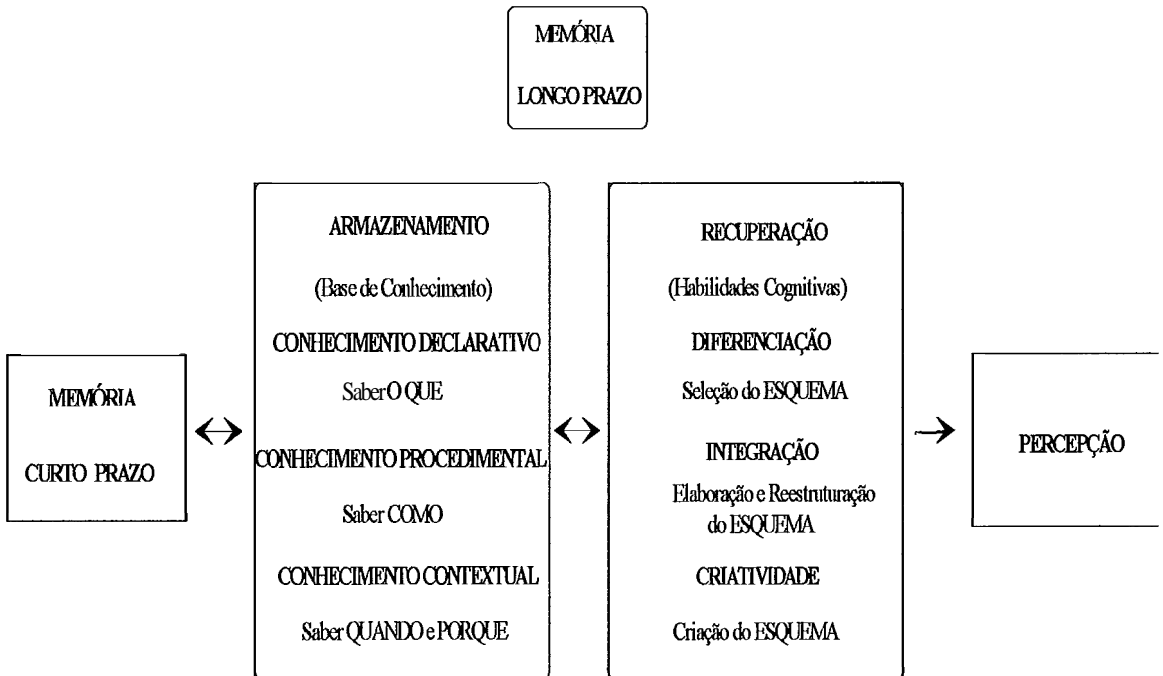 MEMÓRIA
LONGO PRAZO
MEMÓRIA
CURTO PRAZO
ARMAZENAMENTO
(Base de Conhecimento)
CONHECIMENTO DECLARATIVO
Saber O QUE
CONHECIMENTO PROCEDIMENTAL
Saber COMO
CONHECIMENTO CONTEXTUAL
Saber QUANDO e PORQUE
RECUPERAÇÃO
(Habilidades Cognitivas)
DIFERENCIAÇÃO
Seleção do ESQUEMA
INTEGRAÇÃO
Elaboração e Reestruturação
do ESQUEMA
CRIATIVIDADE
Criação do ESQUEMA
PERCEPÇÃO